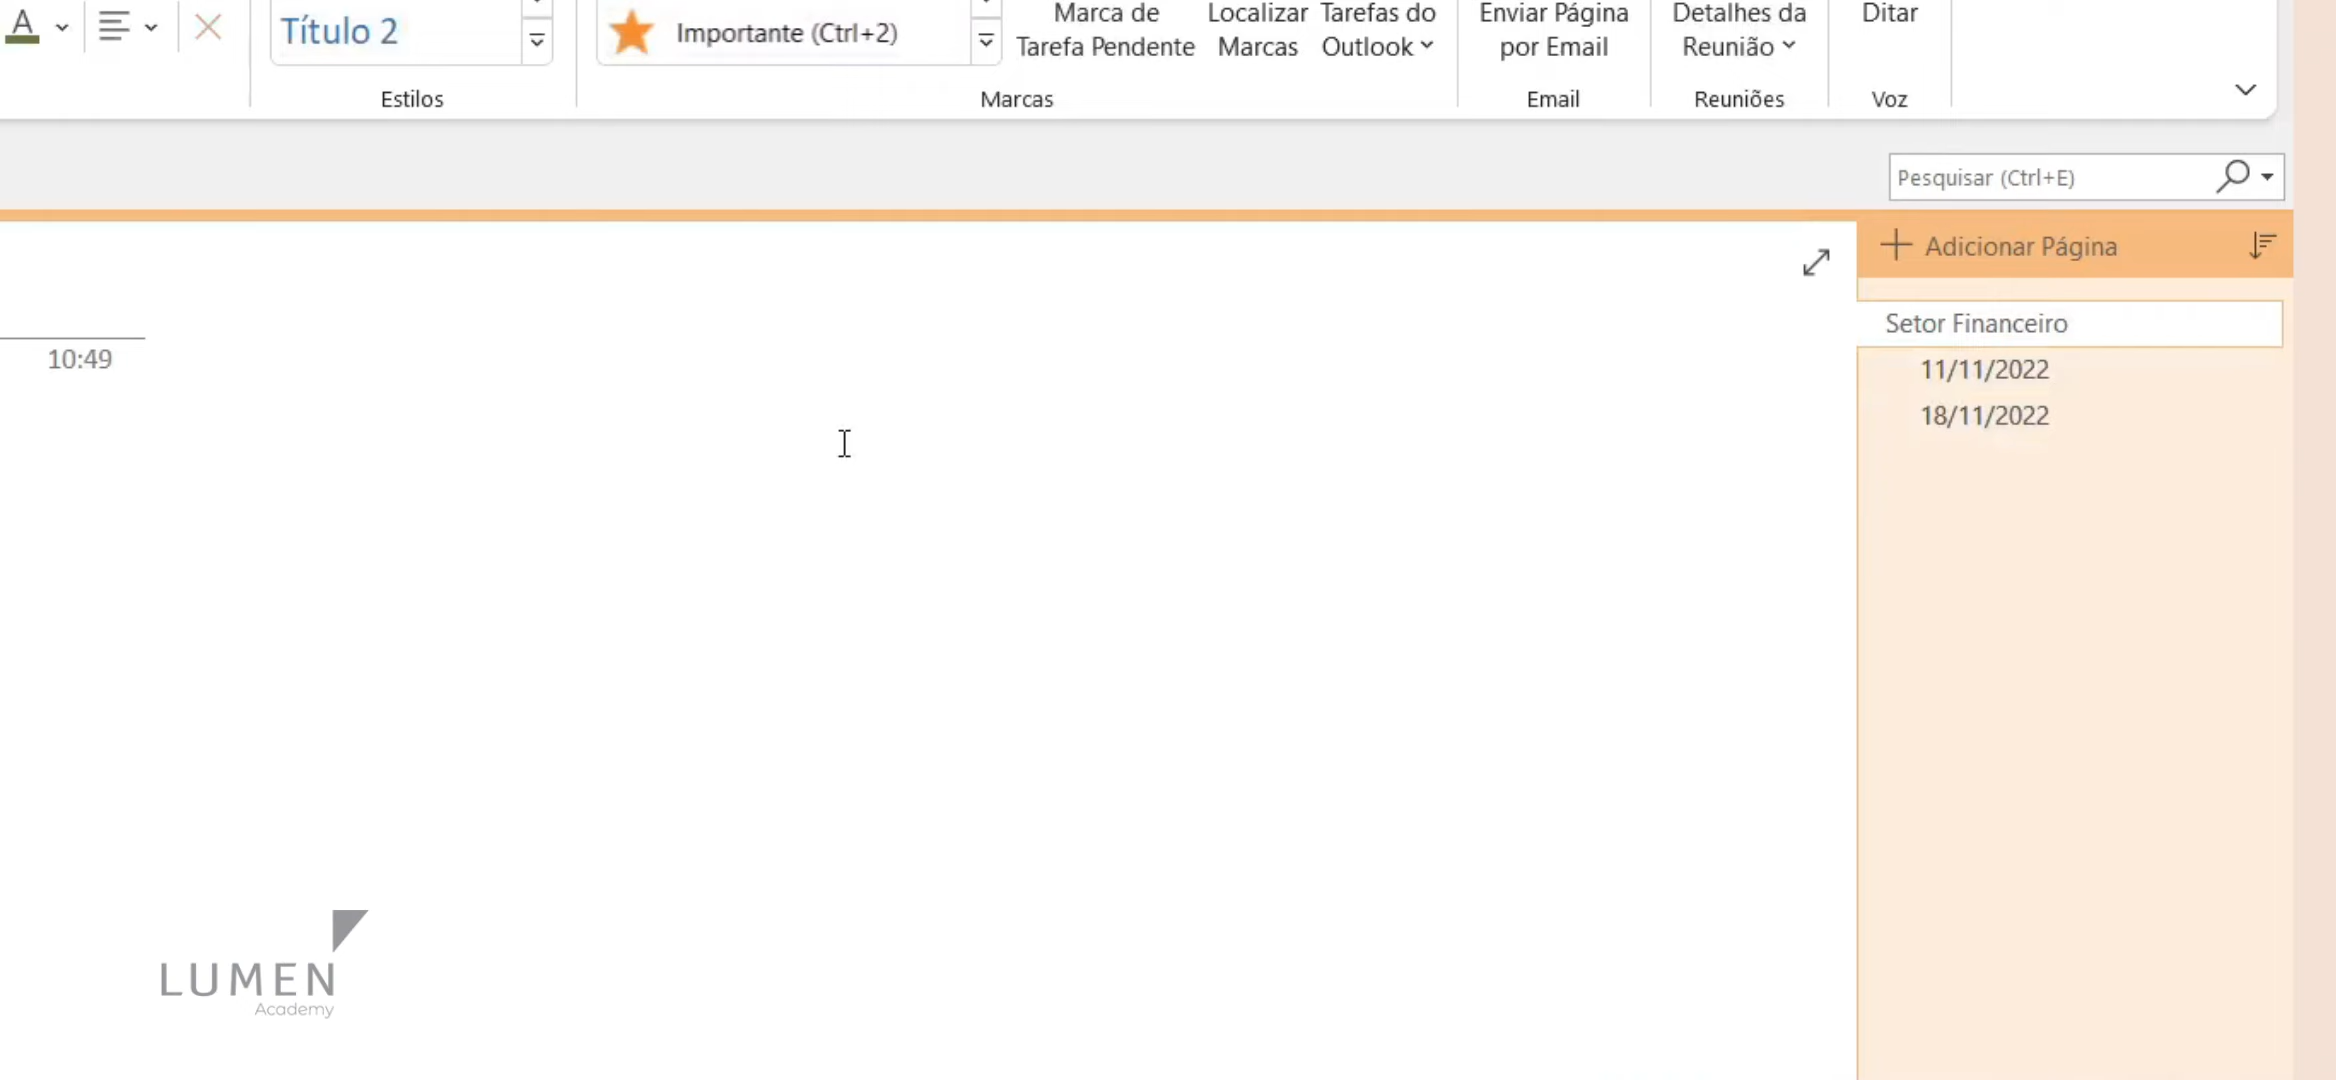 A
Título 2
Importante (Ctrl+2)
Marca de
Tarefa Pendente
Localizar
Marcas
Tarefas do
Outlook
Enviar Página
por Email
Detalhes da
Reunião
Ditar
Estilos
Marcas
Email
Reuniões
Voz
Pesquisar (Ctrl+E)
Adicionar Página
Setor Financeiro
11/11/2022
18/11/2022
10:49
LUMEN
Academy